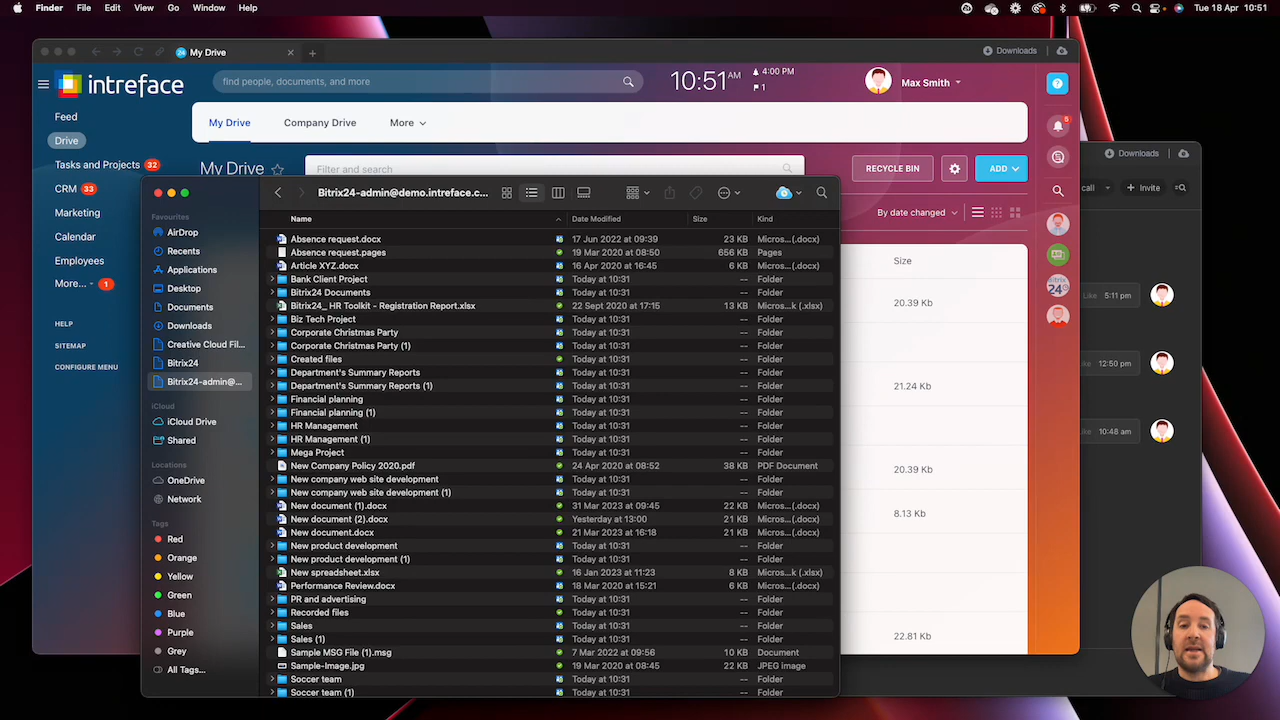 Finder File Edit View Go Window Help Tue 18 Apr 10:51
My Drive Downloads
intreface find people, documents, and more 10:51 AM 4:00 PM 1 Max Smith
Feed
Drive
Tasks and Projects 32
CRM 33
Marketing
Calendar
Employees
More... 1
HELP
SITEMAP
CONFIGURE MENU
My Drive Company Drive More
My Drive Filter and search RECYCLE BIN ADD
By date changed
Size
20.39 Kb
21.24 Kb
20.39 Kb
8.13 Kb
22.81 Kb
5
bitrix
24
Downloads
call Invite
Like 5:11 pm
Like 12:50 pm
Like 10:48 am
Favourites
AirDrop
Recents
Applications
Desktop
Documents
Downloads
Creative Cloud Fil...
Bitrix24
Bitrix24-admin@...
iCloud
iCloud Drive
Shared
Locations
OneDrive
Network
Tags
Red
Orange
Yellow
Green
Blue
Purple
Grey
All Tags...
Bitrix24-admin@demo.intreface.c...
Name Date Modified Size Kind
Absence request.docx 17 Jun 2022 at 09:39 23 KB Micros...(.docx)
Absence request.pages 19 Mar 2020 at 08:50 656 KB Pages
Article XYZ.docx 16 Apr 2020 at 16:45 6 KB Micros...(.docx)
Bank Client Project Today at 10:31 -- Folder
Bitrix24 Documents Today at 10:31 -- Folder
Bitrix24_ HR Toolkit - Registration Report.xlsx 22 Sept 2020 at 17:15 13 KB Micros...k (.xlsx)
Biz Tech Project Today at 10:31 -- Folder
Corporate Christmas Party Today at 10:31 -- Folder
Corporate Christmas Party (1) Today at 10:31 -- Folder
Created files Today at 10:31 -- Folder
Department's Summary Reports Today at 10:31 -- Folder
Department's Summary Reports (1) Today at 10:31 -- Folder
Financial planning Today at 10:31 -- Folder
Financial planning (1) Today at 10:31 -- Folder
HR Management Today at 10:31 -- Folder
HR Management (1) Today at 10:31 -- Folder
Mega Project Today at 10:31 -- Folder
New Company Policy 2020.pdf 24 Apr 2020 at 08:52 38 KB PDF Document
New company web site development Today at 10:31 -- Folder
New company web site development (1) Today at 10:31 -- Folder
New document (1).docx 31 Mar 2023 at 09:45 22 KB Micros...(.docx)
New document (2).docx Yesterday at 13:00 21 KB Micros...(.docx)
New document.docx 21 Mar 2023 at 16:18 21 KB Micros...(.docx)
New product development Today at 10:31 -- Folder
New product development (1) Today at 10:31 -- Folder
New spreadsheet.xlsx 16 Jan 2023 at 11:23 8 KB Micros...k (.xlsx)
Performance Review.docx 18 Mar 2020 at 15:21 6 KB Micros...(.docx)
PR and advertising Today at 10:31 -- Folder
Recorded files Today at 10:31 -- Folder
Sales Today at 10:31 -- Folder
Sales (1) Today at 10:31 -- Folder
Sample MSG File (1).msg 7 Mar 2022 at 09:56 10 KB Document
Sample-Image.jpg 19 Mar 2020 at 08:45 22 KB JPEG image
Soccer team Today at 10:31 -- Folder
Soccer team (1) Today at 10:31 -- Folder